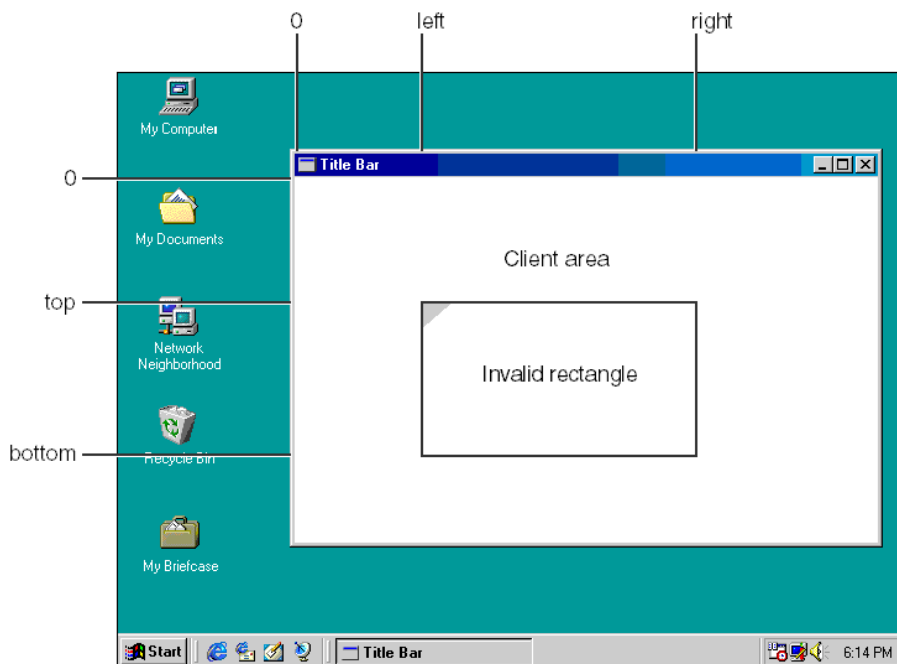 0
left
right
My Computer
Title Bar
0
My Documents
Client area
top
Network
Neighborhood
Invalid rectangle
bottom
Recycle Bin
My Briefcase
Start
Title Bar
6:14 PM